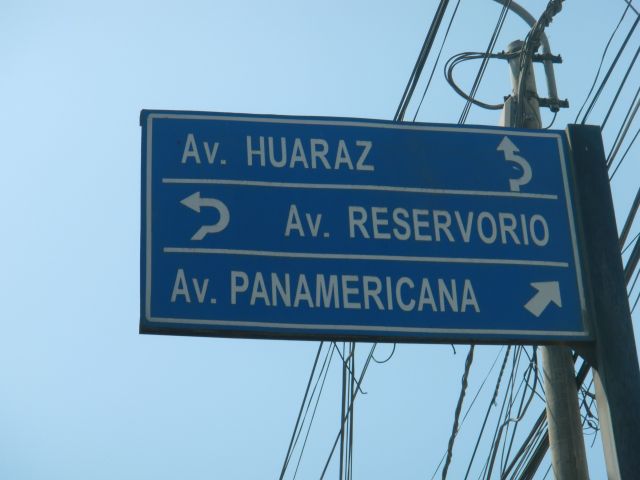 Av. HUARAZ
Av. RESERVORIO
Av. PANAMERICANA